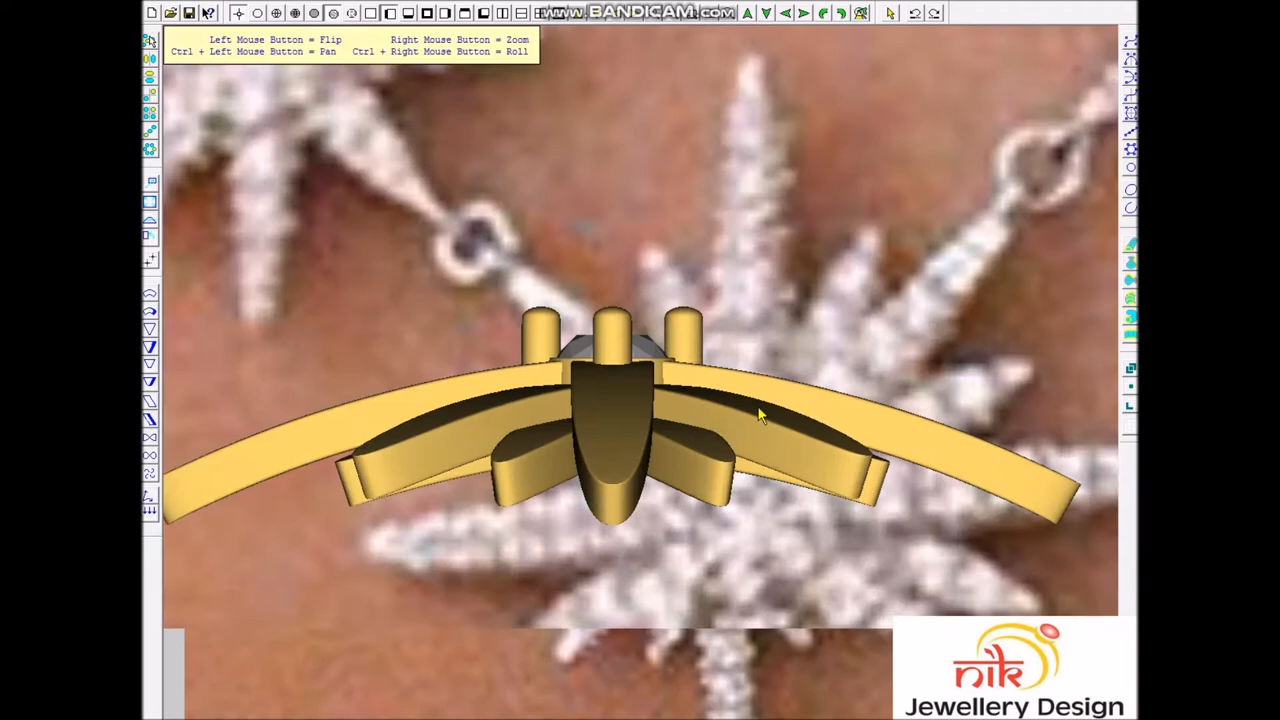 www.BANDICAM.com
Left Mouse Button = Flip Right Mouse Button = Zoom
Ctrl + Left Mouse Button = Pan Ctrl + Right Mouse Button = Roll
निक
Jewellery Design